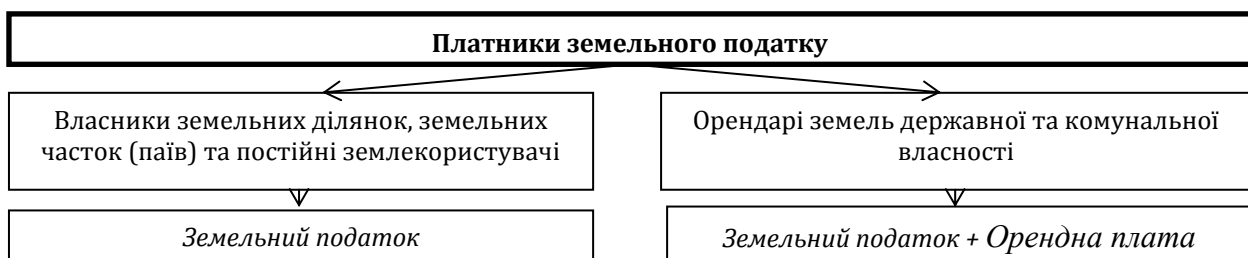 Платники земельного податку
Власники земельних ділянок, земельних
часток (паїв) та постійні землекористувачі
Орендарі земель державної та комунальної
власності
Земельний податок
Земельний податок + Орендна плата